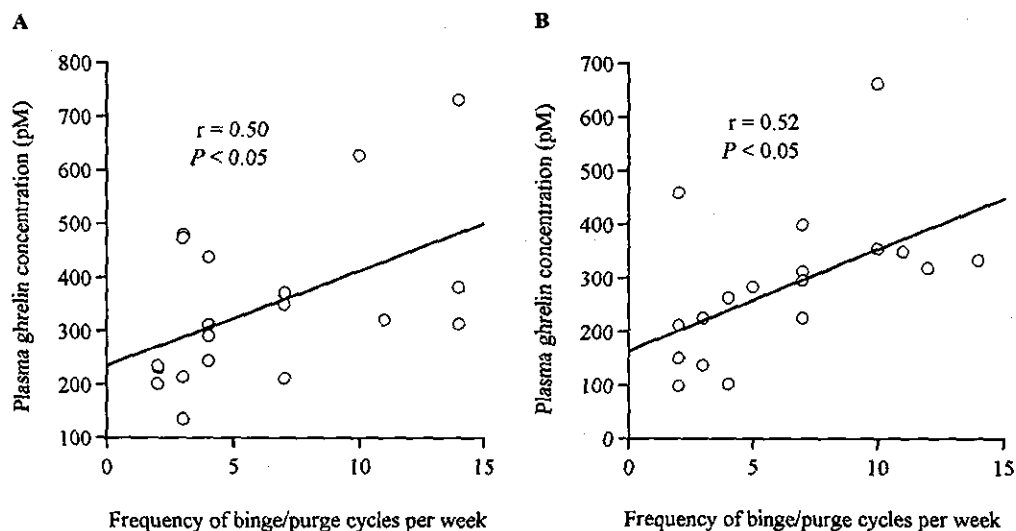 A
800
700
600
500
400
300
200
100
r = 0.50
P < 0.05
0
5
10
15
Plasma ghrelin concentration (pM)
Frequency of binge/purge cycles per week
B
700
600
500
400
300
200
100
0
r = 0.52
P < 0.05
0
5
10
15
Plasma ghrelin concentration (pM)
Frequency of binge/purge cycles per week